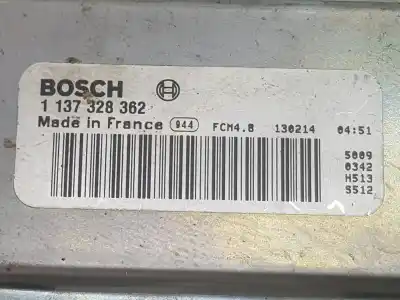 BOSCH
1 137 328 362
Made in France 944 FCM4.8 130214 04:51
5009
0342
H513
S512